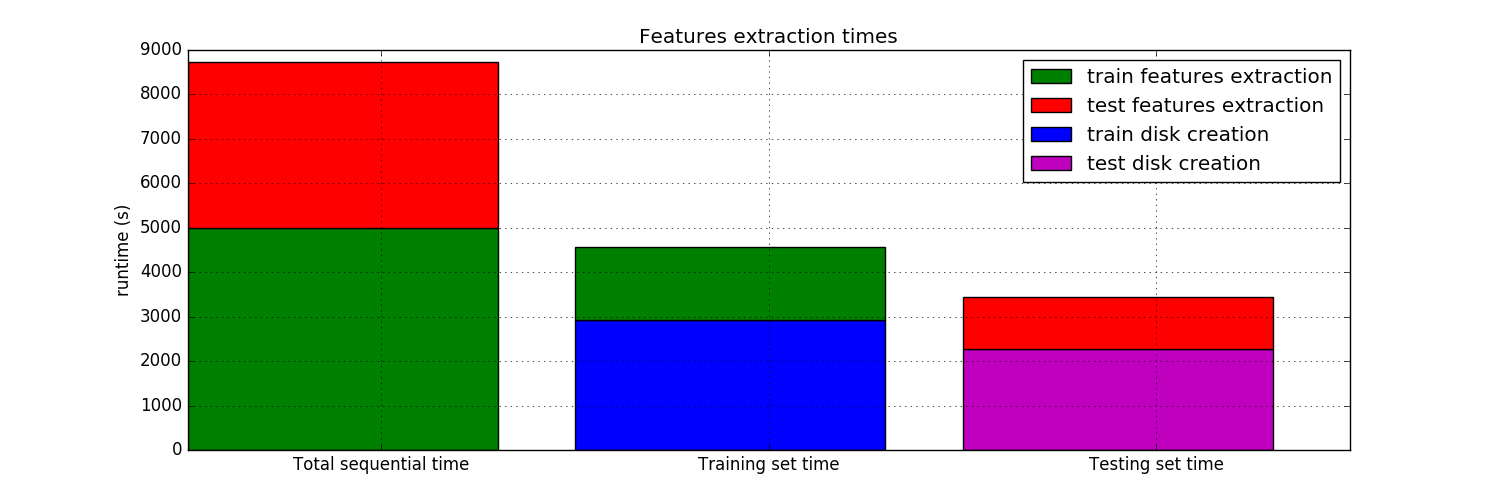 Features extraction times
9000
8000
7000
6000
5000
4000
3000
2000
1000
0
runtime (s)
train features extraction
test features extraction
train disk creation
test disk creation
Total sequential time
Training set time
Testing set time